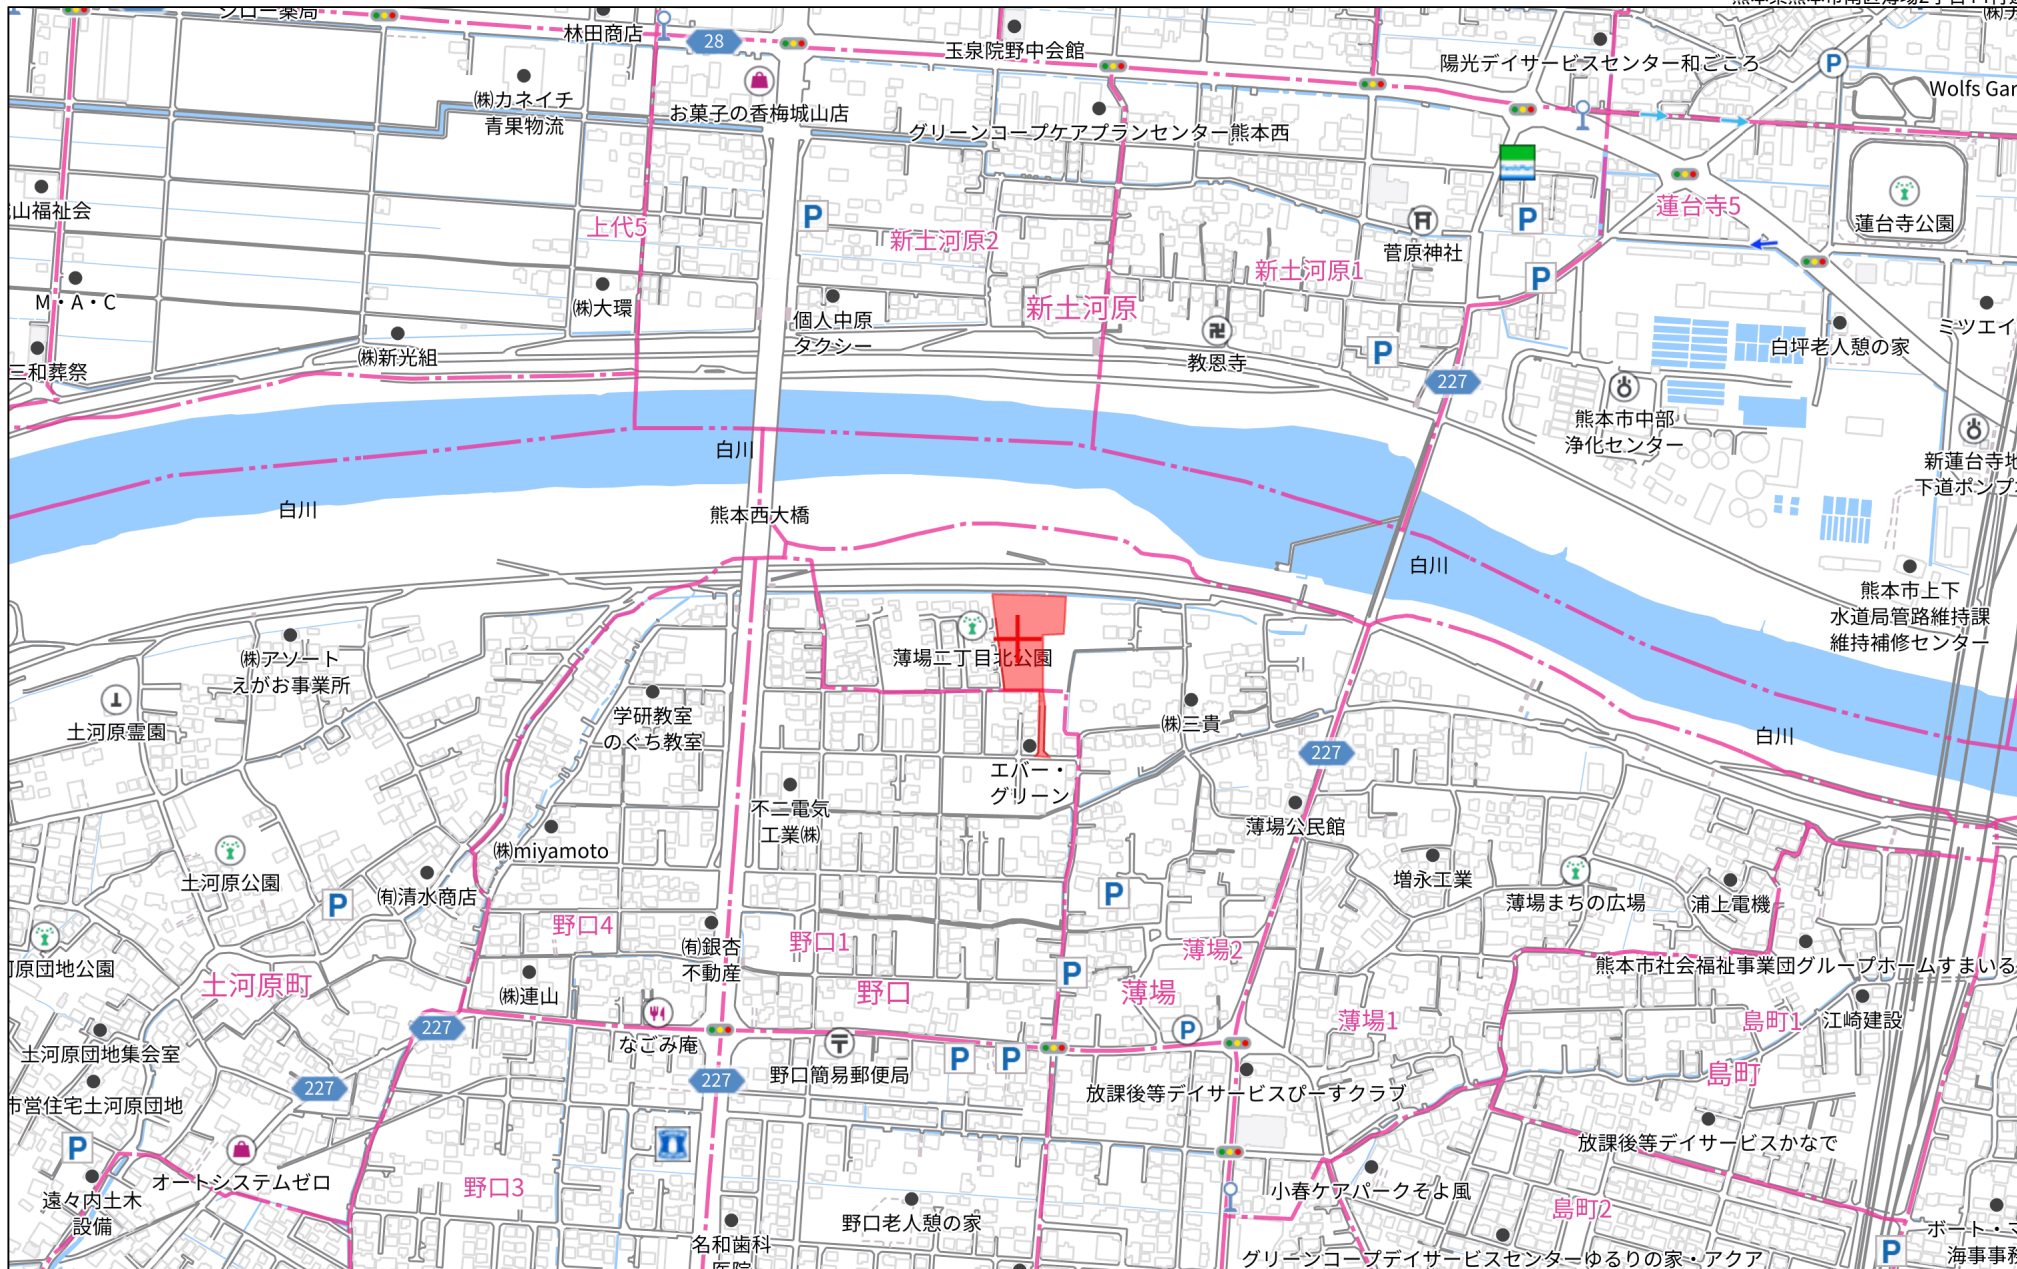 シロー薬局
林田商店
28
玉泉院野中会館
陽光デイサービスセンター和ごころ
P
Wolfs Gar
㈱カネイチ
青果物流
お菓子の香梅城山店
グリーンコープケアプランセンター熊本西
山福祉会
上代5
P
新土河原2
菅原神社
P
蓮台寺5
蓮台寺公園
新土河原1
P
M・A・C
㈱大環
新土河原
個人中原
タクシー
教恩寺
P
白坪老人憩の家
ミツエイ
三和葬祭
㈱新光組
227
熊本市中部
浄化センター
白川
新蓮台寺地
下道ポンプ
白川
熊本西大橋
白川
熊本市上下
水道局管路維持課
維持補修センター
㈱アソート
えがお事業所
薄場二丁目北公園
土河原霊園
学研教室
のぐち教室
㈱三貴
白川
227
エバー・
グリーン
不二電気
工業㈱
薄場公民館
㈱miyamoto
土河原公園
P
㈲清水商店
P
増永工業
薄場まちの広場
浦上電機
野口4
㈲銀杏
不動産
野口1
薄場2
原団地公園
土河原町
㈱連山
野口
P
薄場
熊本市社会福祉事業団グループホームすまいる
227
なごみ庵
P
薄場1
島町1
江崎建設
土河原団地集会室
227
227
野口簡易郵便局
P
P
放課後等デイサービスぴーすクラブ
島町
市営住宅土河原団地
P
放課後等デイサービスかなで
オートシステムゼロ
遠々内土木
設備
野口3
野口老人憩の家
小春ケアパークそよ風
島町2
名和歯科
医院
グリーンコープデイサービスセンターゆるりの家・アクア
P
ボート・マ
海事事務